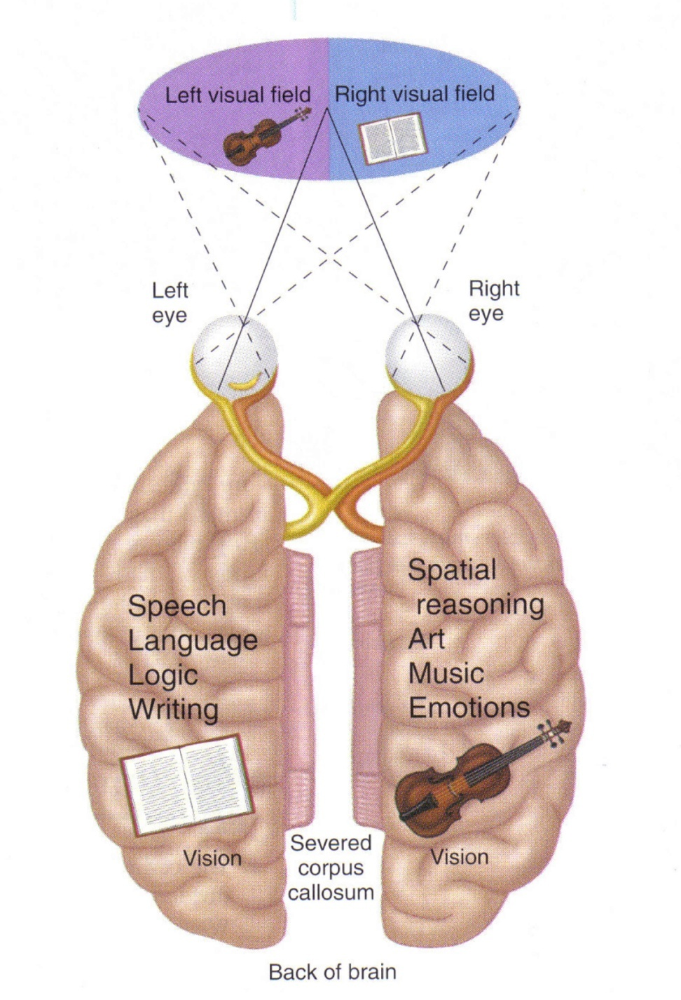 Left visual field
Right visual field
Left
eye
Right
eye
Speech
Language
Logic
Writing
Spatial
reasoning
Art
Music
Emotions
Vision
Severed
corpus
callosum
Vision
Back of brain